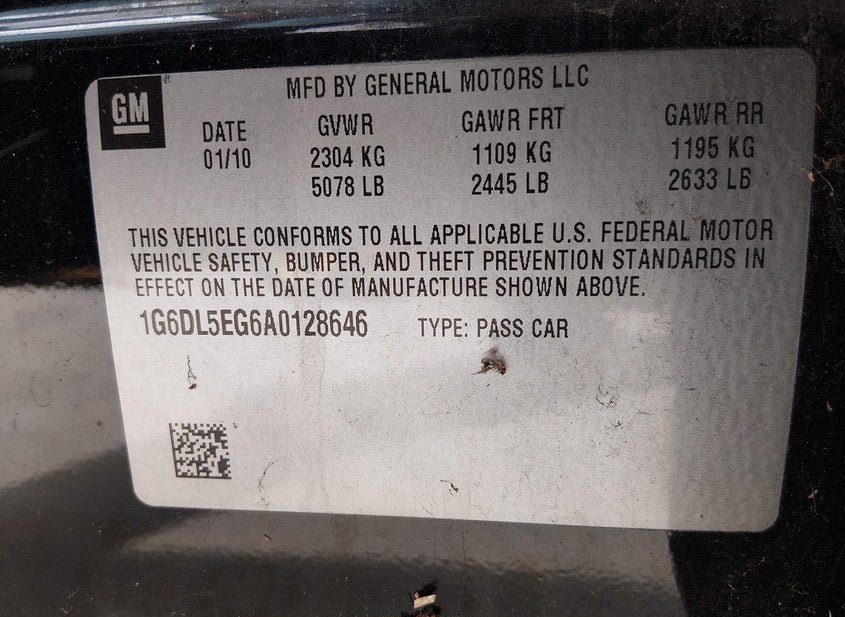 GM
MFD BY GENERAL MOTORS LLC
DATE GVWR GAWR FRT GAWR RR
01/10 2304 KG 1109 KG 1195 KG
5078 LB 2445 LB 2633 LB
THIS VEHICLE CONFORMS TO ALL APPLICABLE U.S. FEDERAL MOTOR
VEHICLE SAFETY, BUMPER, AND THEFT PREVENTION STANDARDS IN
EFFECT ON THE DATE OF MANUFACTURE SHOWN ABOVE.
1G6DL5EG6A0128646 TYPE: PASS CAR